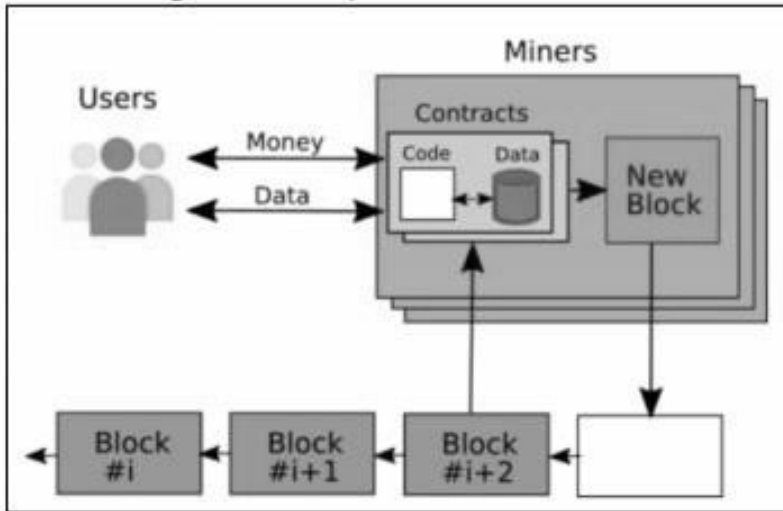 Miners
Users
Contracts
Money
Code
Data
New
Block
Data
Block
#i
Block
#i+1
Block
#i+2